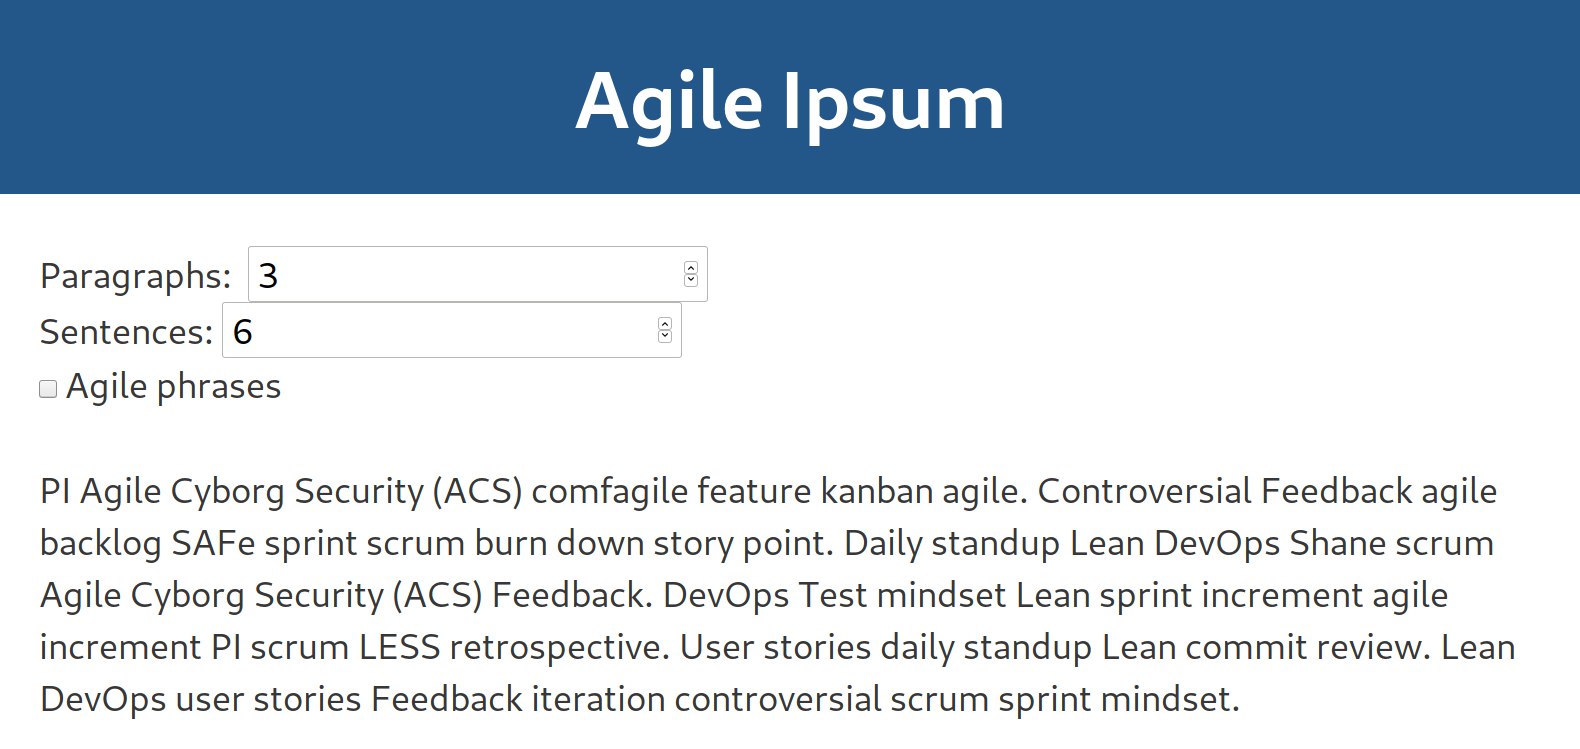 Agile Ipsum
Paragraphs: 3
Sentences: 6
Agile phrases
PI Agile Cyborg Security (ACS) comfagile feature kanban agile. Controversial Feedback agile
backlog SAFe sprint scrum burn down story point. Daily standup Lean DevOps Shane scrum
Agile Cyborg Security (ACS) Feedback. DevOps Test mindset Lean sprint increment agile
increment PI scrum LESS retrospective. User stories daily standup Lean commit review. Lean
DevOps user stories Feedback iteration controversial scrum sprint mindset.